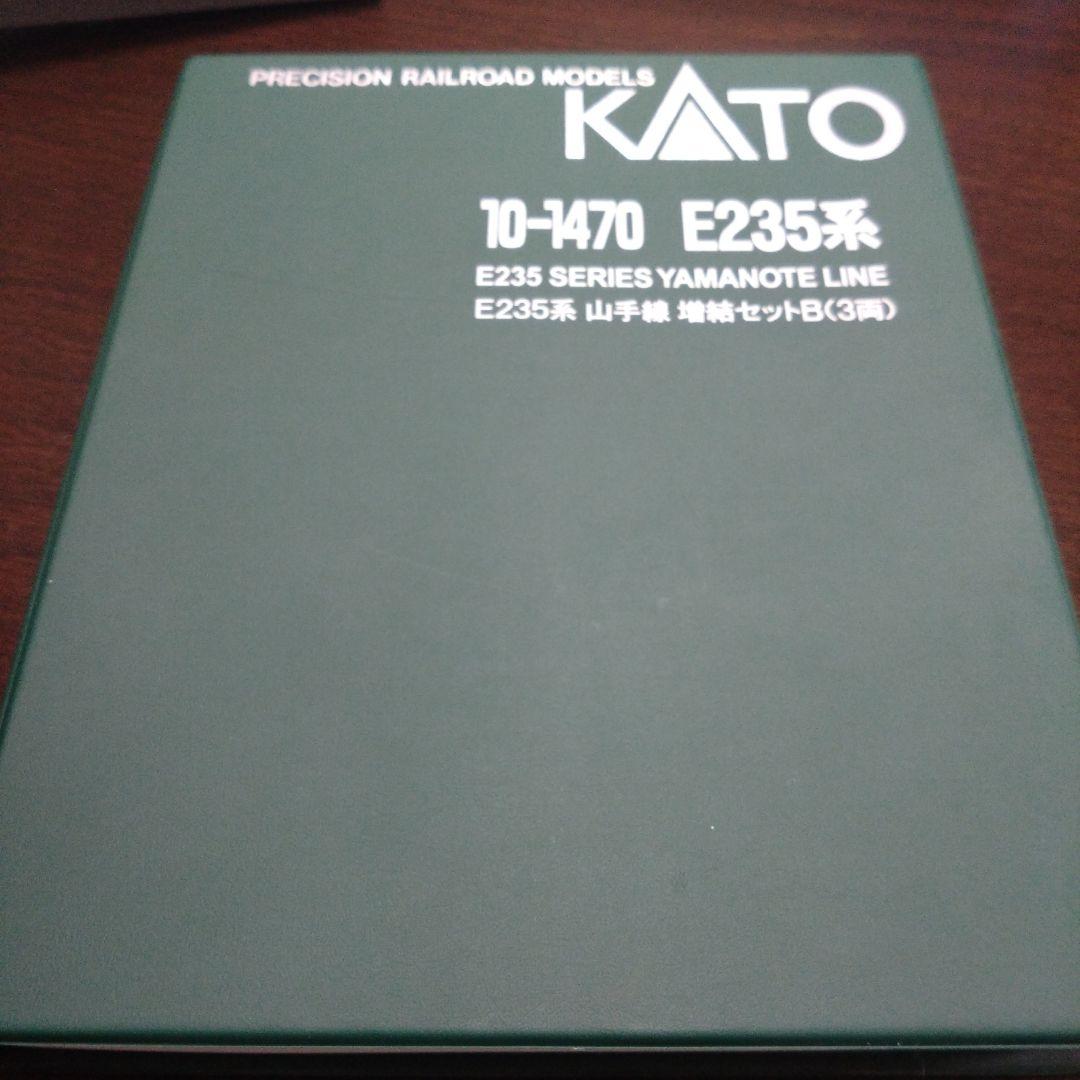 PRECISION RAILROAD MODELS
KATO
10-1470 E235系
E235 SERIES YAMANOTE LINE
E235系 山手線 増結セットB(3両)